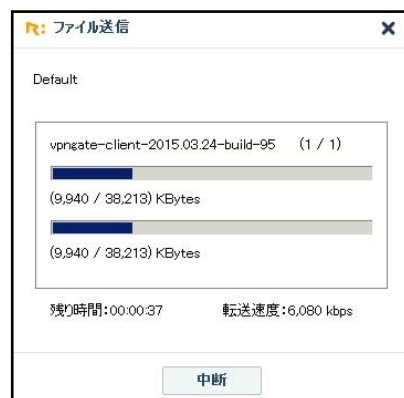 ファイル送信
Default
vpngate-client-2015.03.24-build-95 (1 / 1)
(9,940 / 38,213) KBytes
(9,940 / 38,213) KBytes
残り時間:00:00:37 転送速度:6,080 kbps
中断